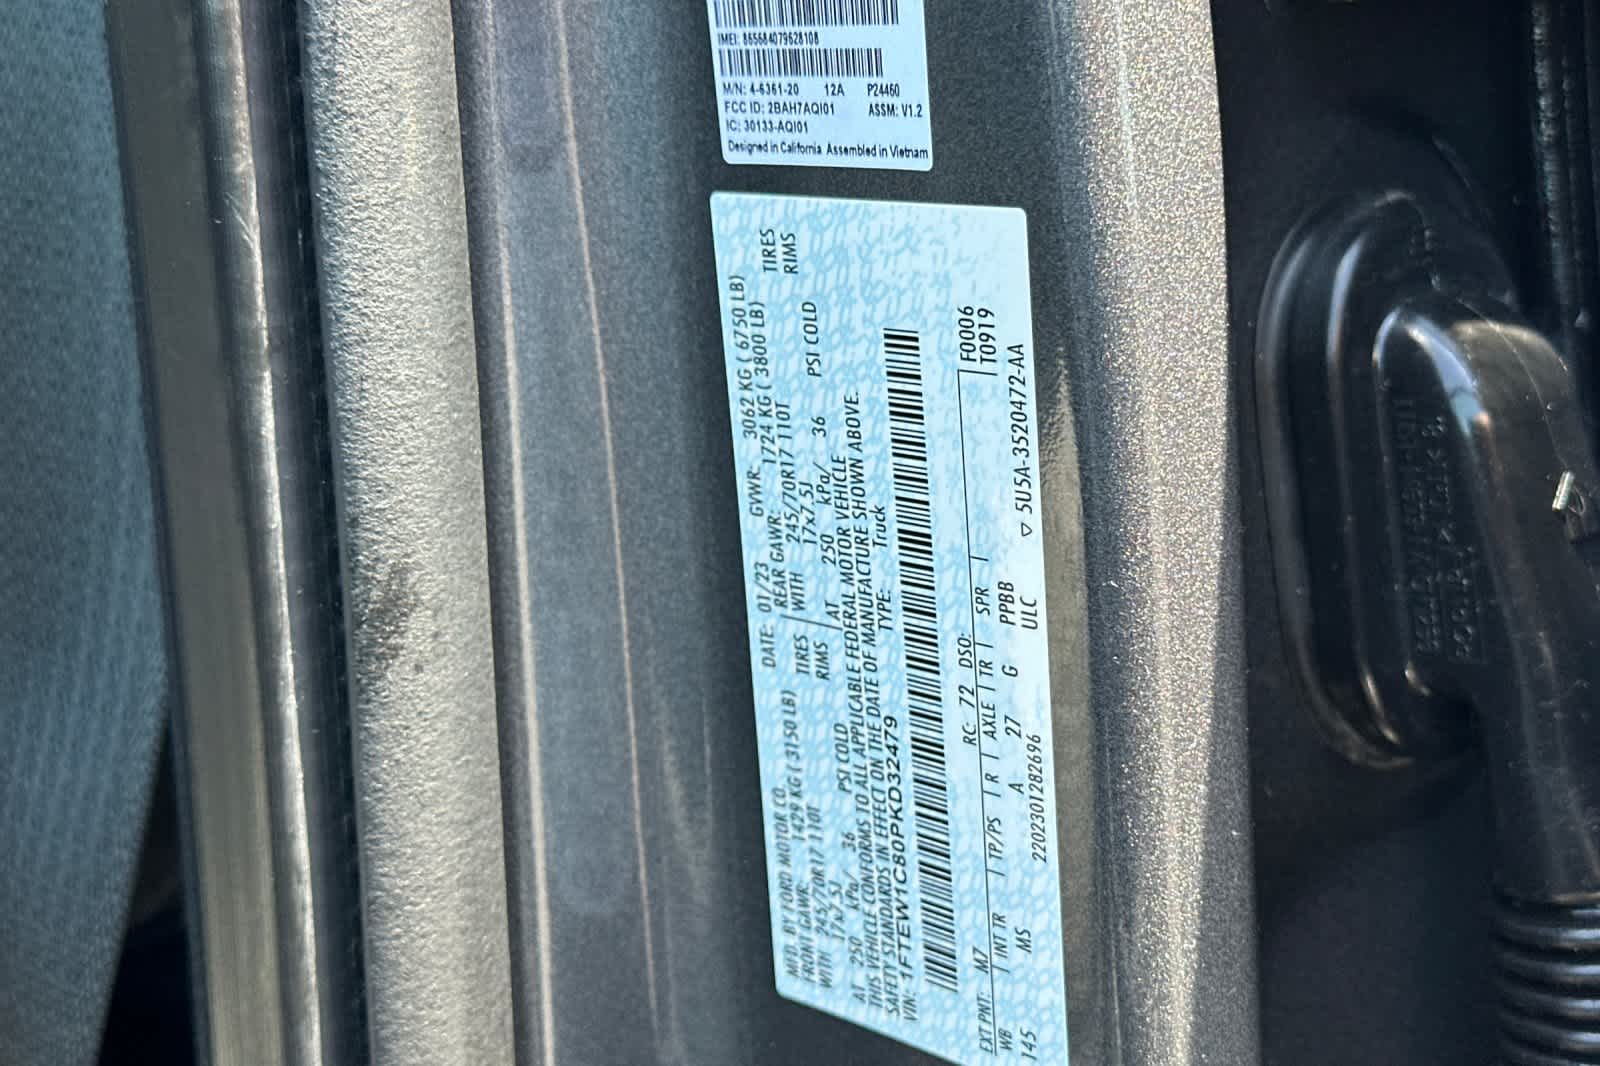 IMEI: 865684079628108
M/N: 4-6361-20 12A P24460
FCC ID: 2BAH7AQI01 ASSM: V1.2
IC: 30133-AQI01
Designed in California Assembled in Vietnam
MFD. BY FORD MOTOR CO.
DATE: 01/23 GVWR: 3062 KG ( 6750 LB)
FRONT GAWR: 1429 KG ( 3150 LB) REAR GAWR: 1724 KG ( 3800 LB)
WITH 245/70R17 110T TIRES WITH 245/70R17 110T TIRES
17x7.5J RIMS 17x7.5J RIMS
AT 250 kPa/ 36 PSI COLD AT 250 kPa/ 36 PSI COLD
THIS VEHICLE CONFORMS TO ALL APPLICABLE FEDERAL MOTOR VEHICLE
SAFETY STANDARDS IN EFFECT ON THE DATE OF MANUFACTURE SHOWN ABOVE.
VIN: 1FTEW1C80PKD32479 TYPE: Truck
EXT PNT: M7 RC: 72 DSO: F0006
WB INT TR TP/PS R AXLE TR SPR T0919
145 MS A 27 G PPBB
2202301282696 ULC ▽ 5U5A-3520472-AA